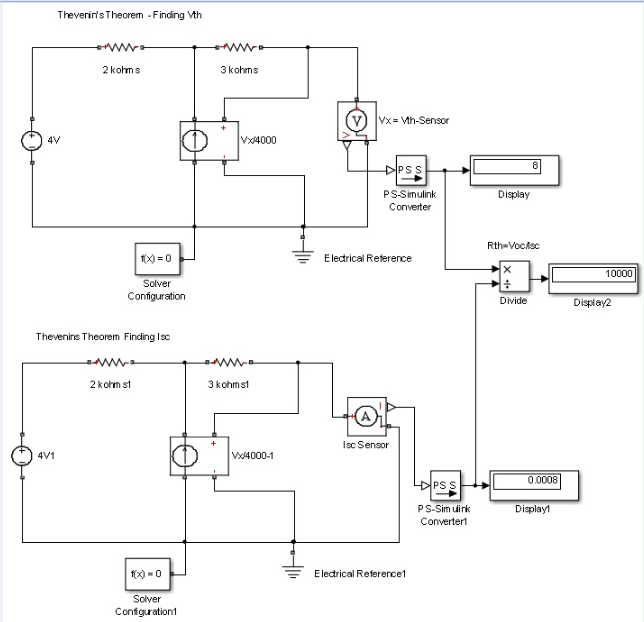 Thevenin's Theorem - Finding Vth
2 kohms
3 kohms
4V
Vx/4000
V
Vx = Vth-Sensor
PS S
PS-Simulink
Converter
8
Display
f(x) = 0
Solver
Configuration
Electrical Reference
Rth=Voc/Isc
×
÷
Divide
10000
Display2
Thevenins Theorem Finding Isc
2 kohms1
3 kohms1
4V1
Vx/4000-1
I
A
Isc Sensor
PS S
PS-Simulink
Converter1
0.0008
Display1
f(x) = 0
Solver
Configuration1
Electrical Reference1